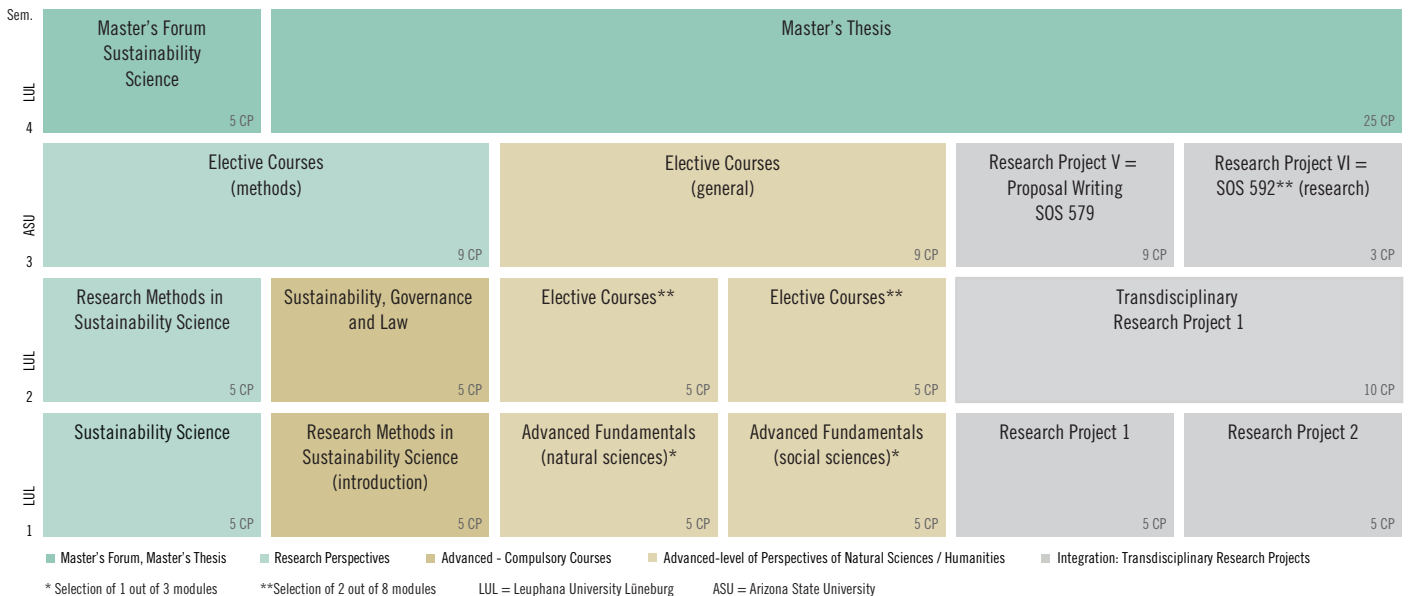 Sem.
Master's Forum
Sustainability
Science
5 CP
Master's Thesis
25 CP
LUL
4
Elective Courses
(methods)
9 CP
Elective Courses
(general)
9 CP
Research Project V =
Proposal Writing
SOS 579
9 CP
Research Project VI =
SOS 592** (research)
3 CP
ASU
3
Research Methods in
Sustainability Science
5 CP
Sustainability, Governance
and Law
5 CP
Elective Courses**
5 CP
Elective Courses**
5 CP
Transdisciplinary
Research Project 1
10 CP
LUL
2
Sustainability Science
5 CP
Research Methods in
Sustainability Science
(introduction)
5 CP
Advanced Fundamentals
(natural sciences)*
5 CP
Advanced Fundamentals
(social sciences)*
5 CP
Research Project 1
5 CP
Research Project 2
5 CP
LUL
1
Master's Forum, Master's Thesis
Research Perspectives
Advanced - Compulsory Courses
Advanced-level of Perspectives of Natural Sciences / Humanities
Integration: Transdisciplinary Research Projects
* Selection of 1 out of 3 modules
**Selection of 2 out of 8 modules
LUL = Leuphana University Lüneburg
ASU = Arizona State University